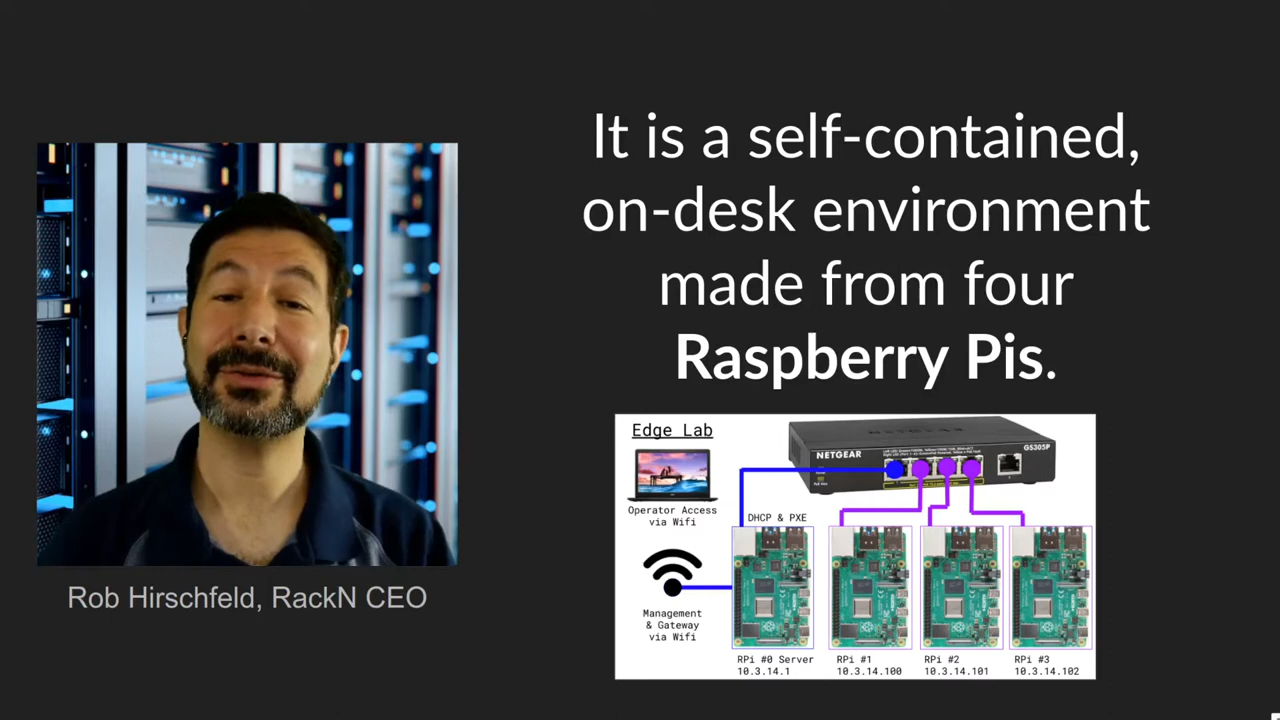 It is a self-contained,
on-desk environment
made from four
Raspberry Pis.
Rob Hirschfeld, RackN CEO
Edge Lab
NETGEAR
GS305P
Operator Access
via Wifi
DHCP & PXE
Management
& Gateway
via Wifi
RPi #0 Server
10.3.14.1
RPi #1
10.3.14.100
RPi #2
10.3.14.101
RPi #3
10.3.14.102